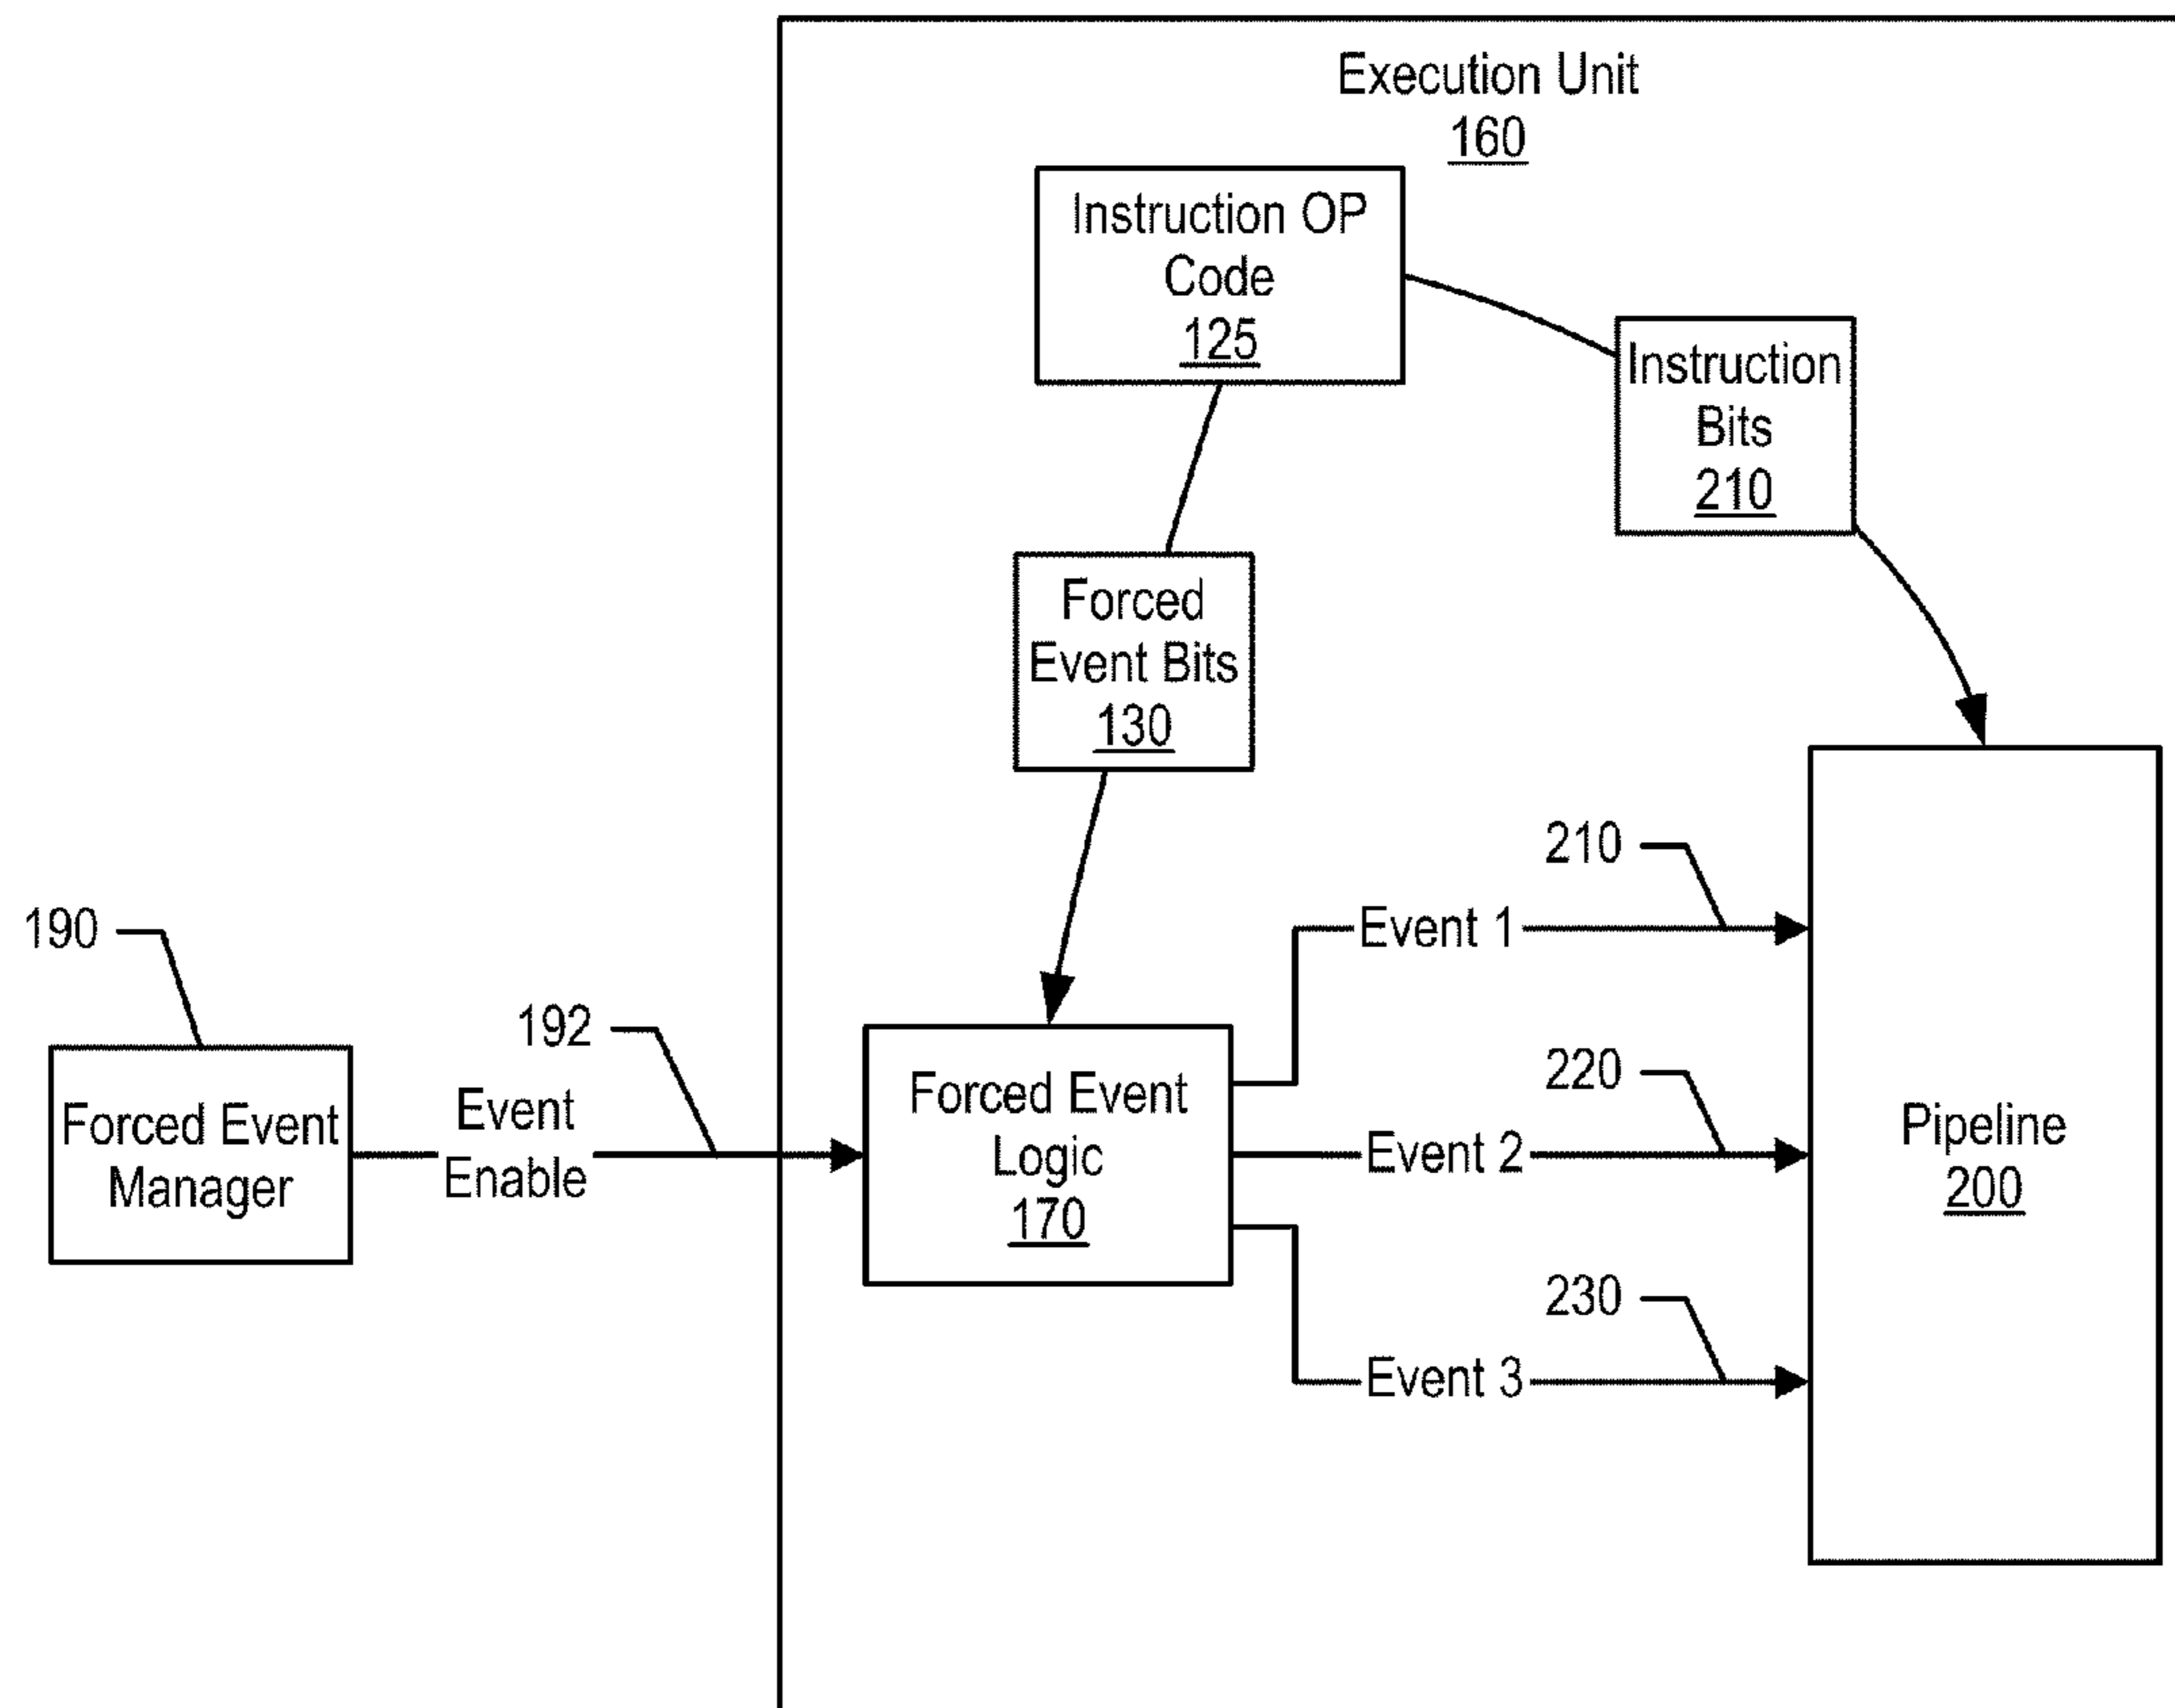 Execution Unit
160
Instruction OP
Code
125
Instruction
Bits
210
Forced
Event Bits
130
210
190
Event 1
192
220
Forced Event
Manager
Event
Enable
Forced Event
Logic
170
Event 2
Pipeline
200
230
Event 3